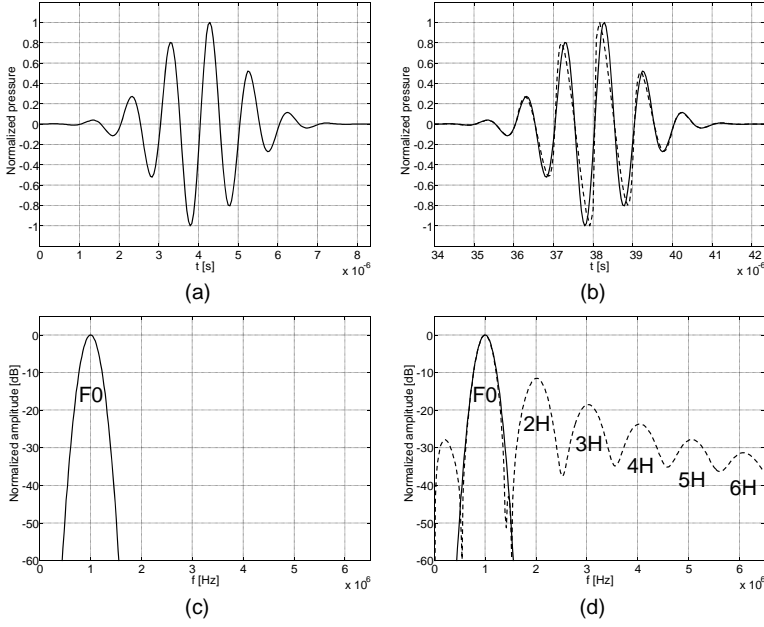 1
0.8
0.6
0.4
0.2
0
-0.2
-0.4
-0.6
-0.8
-1
Normalized pressure
0 1 2 3 4 5 6 7 8
t [s]
x 10-6
(a)
1
0.8
0.6
0.4
0.2
0
-0.2
-0.4
-0.6
-0.8
-1
Normalized pressure
34 35 36 37 38 39 40 41 42
t [s]
x 10-6
(b)
0
-10
-20
-30
-40
-50
-60
Normalized amplitude [dB]
F0
0 1 2 3 4 5 6
f [Hz]
x 106
(c)
0
-10
-20
-30
-40
-50
-60
Normalized amplitude [dB]
F0
2H
3H
4H
5H
6H
0 1 2 3 4 5 6
f [Hz]
x 106
(d)